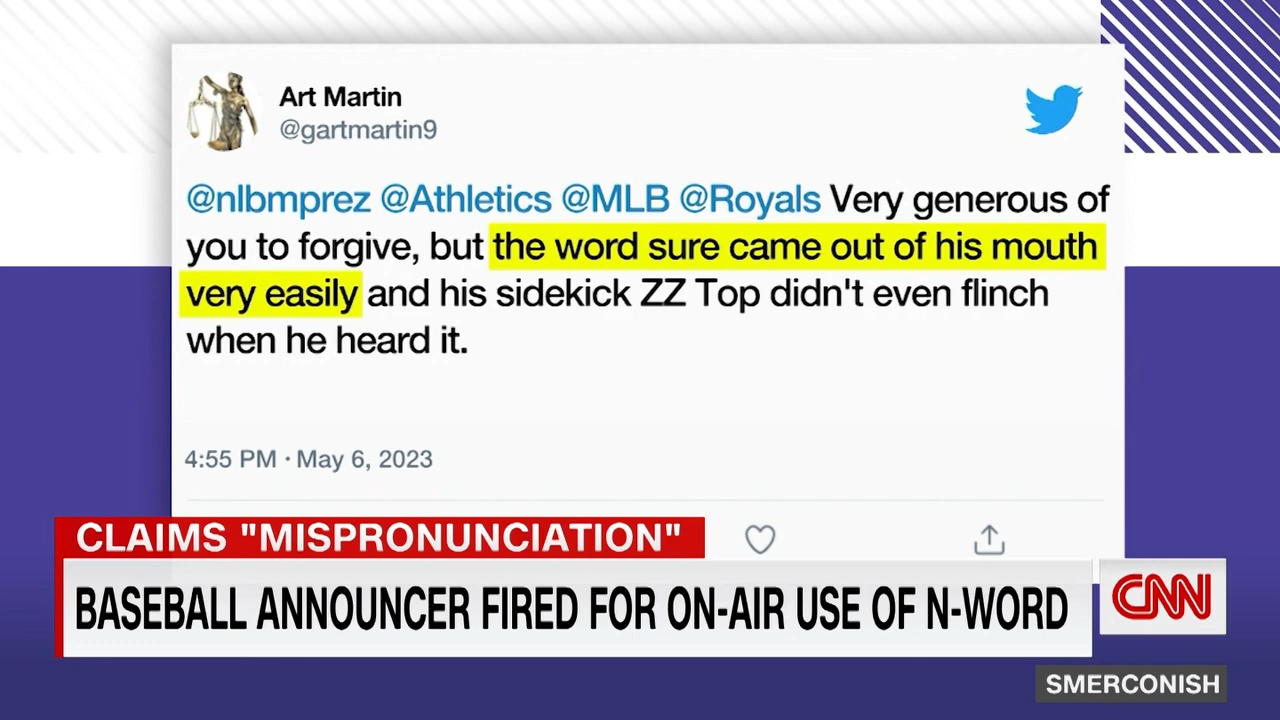 Art Martin
@gartmartin9
@nlbmprez @Athletics @MLB @Royals Very generous of
you to forgive, but the word sure came out of his mouth
very easily and his sidekick ZZ Top didn't even flinch
when he heard it.
4:55 PM · May 6, 2023
CLAIMS "MISPRONUNCIATION"
BASEBALL ANNOUNCER FIRED FOR ON-AIR USE OF N-WORD
CNN
SMERCONISH